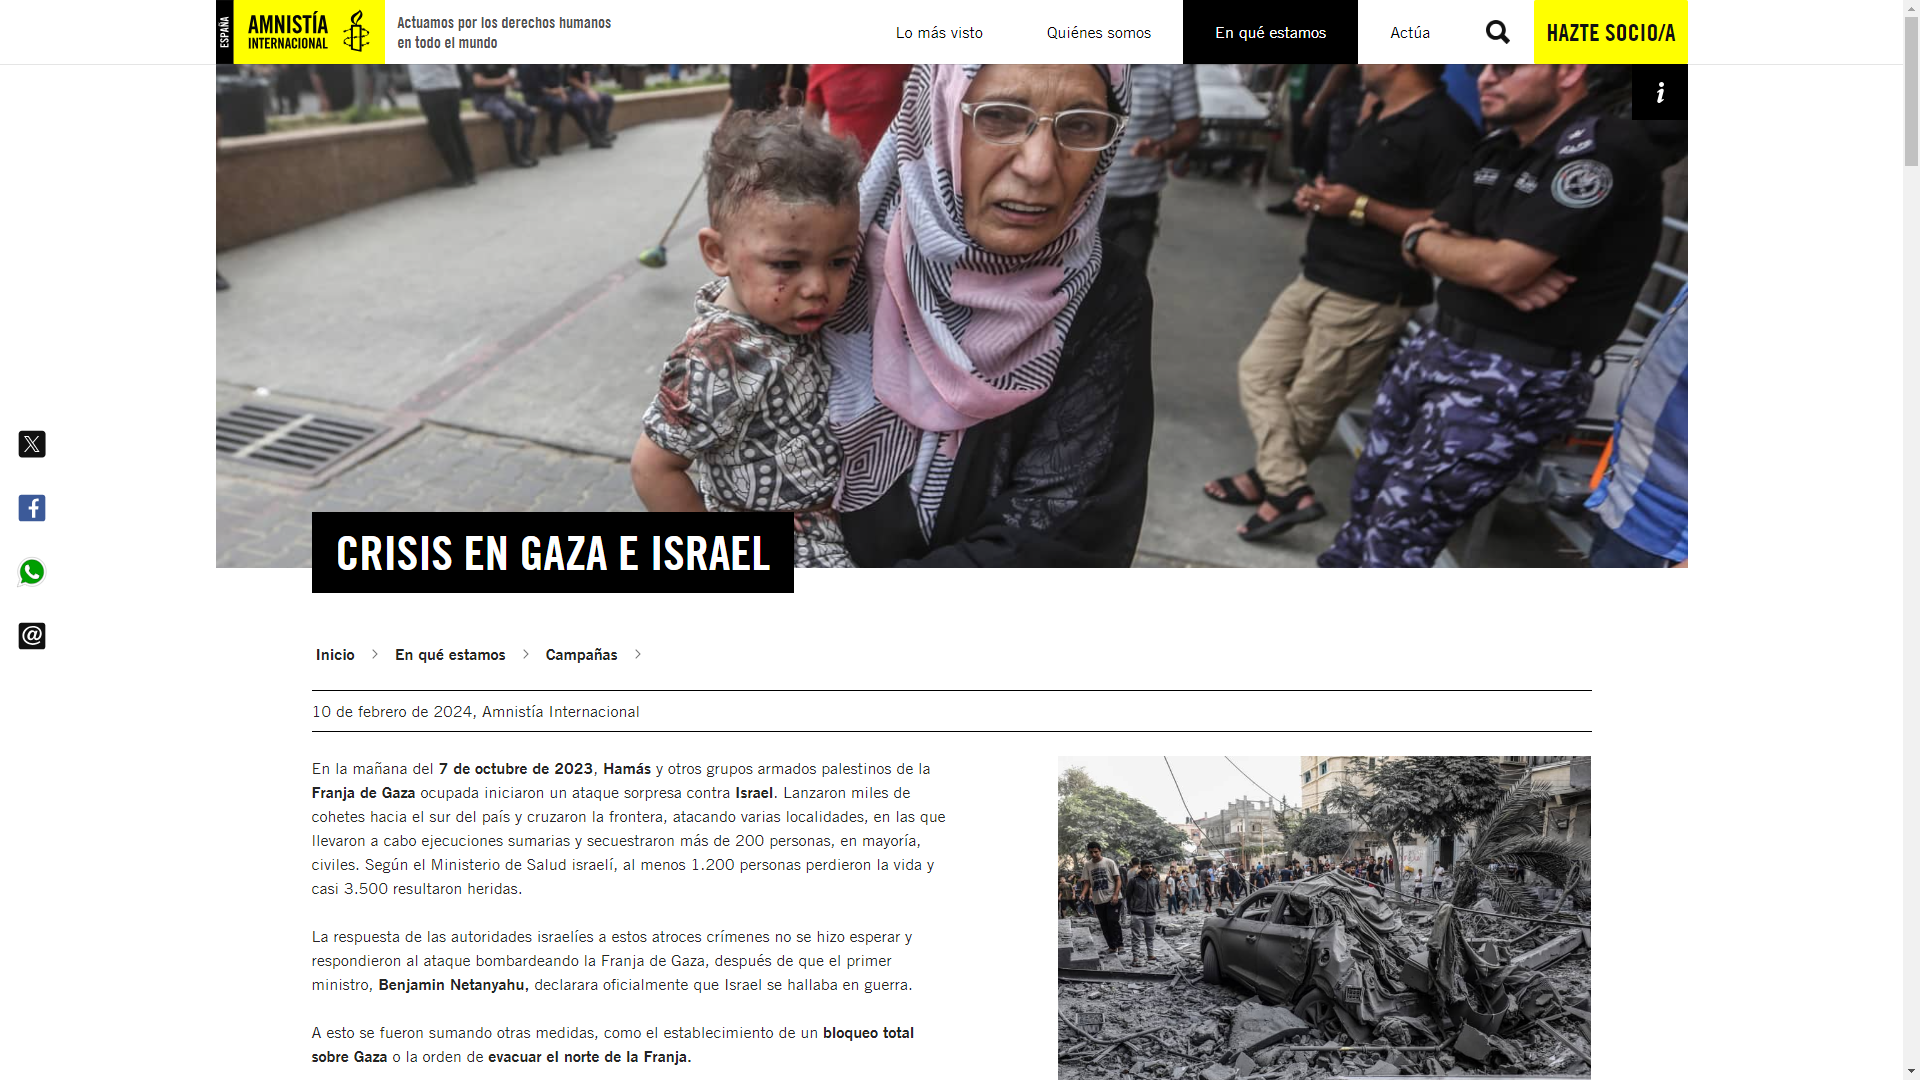 ESPAÑA
AMNISTÍA
INTERNACIONAL
Actuamos por los derechos humanos
en todo el mundo
Lo más visto
Quiénes somos
En qué estamos
Actúa
HAZTE SOCIO/A
i
CRISIS EN GAZA E ISRAEL
Inicio > En qué estamos > Campañas >
10 de febrero de 2024, Amnistía Internacional
En la mañana del 7 de octubre de 2023, Hamás y otros grupos armados palestinos de la
Franja de Gaza ocupada iniciaron un ataque sorpresa contra Israel. Lanzaron miles de
cohetes hacia el sur del país y cruzaron la frontera, atacando varias localidades, en las que
llevaron a cabo ejecuciones sumarias y secuestraron más de 200 personas, en mayoría,
civiles. Según el Ministerio de Salud israelí, al menos 1.200 personas perdieron la vida y
casi 3.500 resultaron heridas.
La respuesta de las autoridades israelíes a estos atroces crímenes no se hizo esperar y
respondieron al ataque bombardeando la Franja de Gaza, después de que el primer
ministro, Benjamin Netanyahu, declarara oficialmente que Israel se hallaba en guerra.
A esto se fueron sumando otras medidas, como el establecimiento de un bloqueo total
sobre Gaza o la orden de evacuar el norte de la Franja.